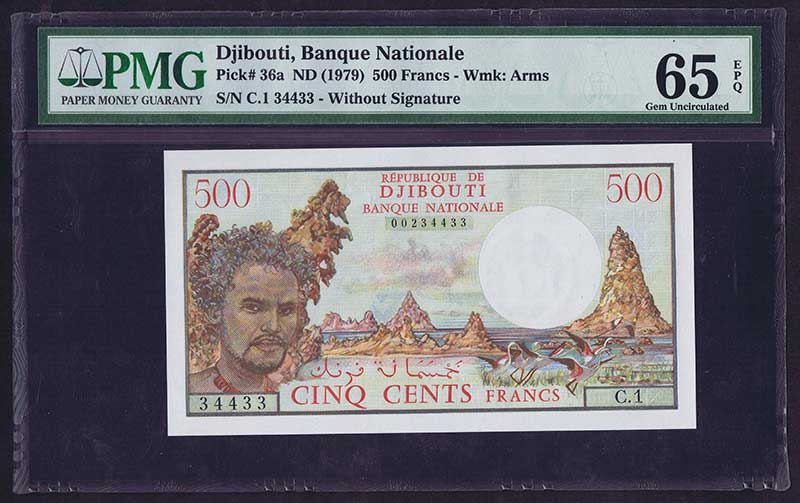 PMG
PAPER MONEY GUARANTY
Djibouti, Banque Nationale
Pick# 36a ND (1979) 500 Francs - Wmk: Arms
S/N C.1 34433 - Without Signature
65 EPQ
Gem Uncirculated
500
RÉPUBLIQUE DE
DJIBOUTI
BANQUE NATIONALE
00234433
500
خمسمائة فرنك
CINQ CENTS FRANCS
34433
C.1